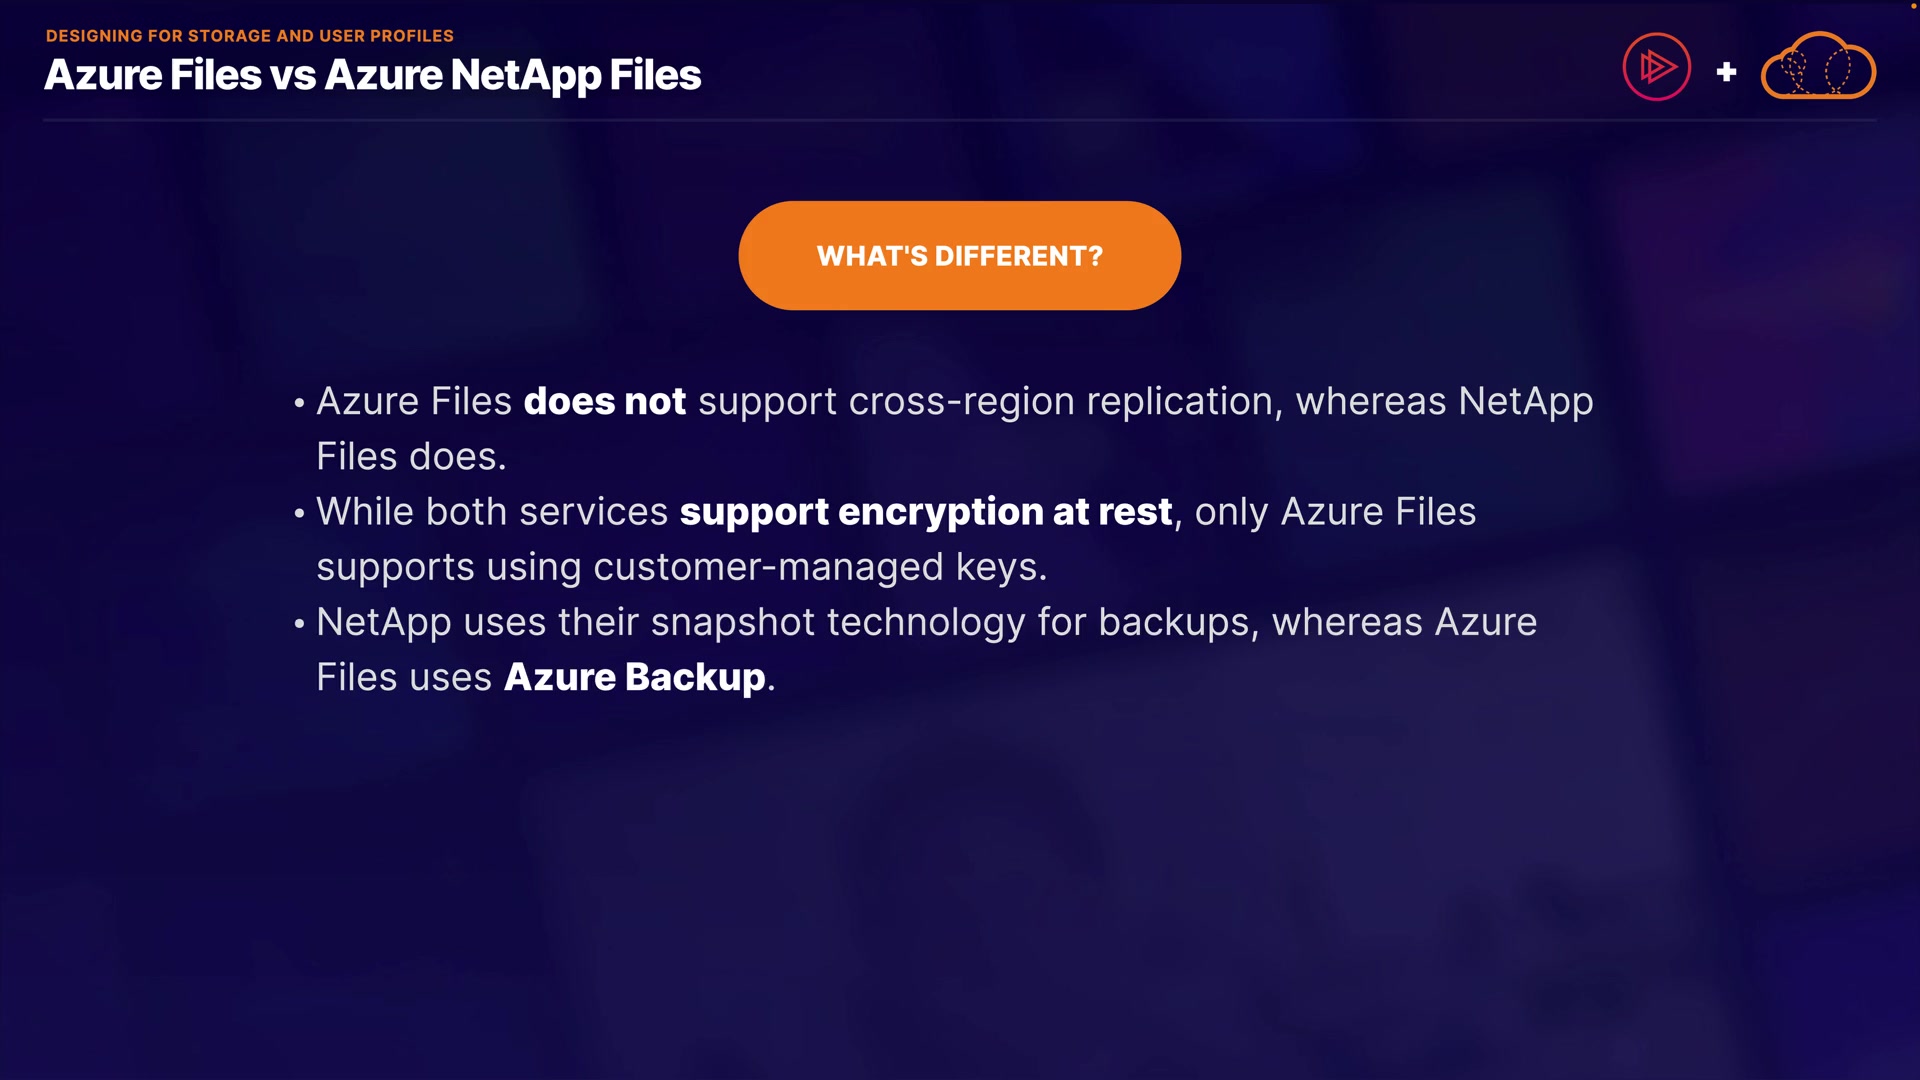 DESIGNING FOR STORAGE AND USER PROFILES
Azure Files vs Azure NetApp Files
+
WHAT'S DIFFERENT?
• Azure Files does not support cross-region replication, whereas NetApp
Files does.
• While both services support encryption at rest, only Azure Files
supports using customer-managed keys.
• NetApp uses their snapshot technology for backups, whereas Azure
Files uses Azure Backup.